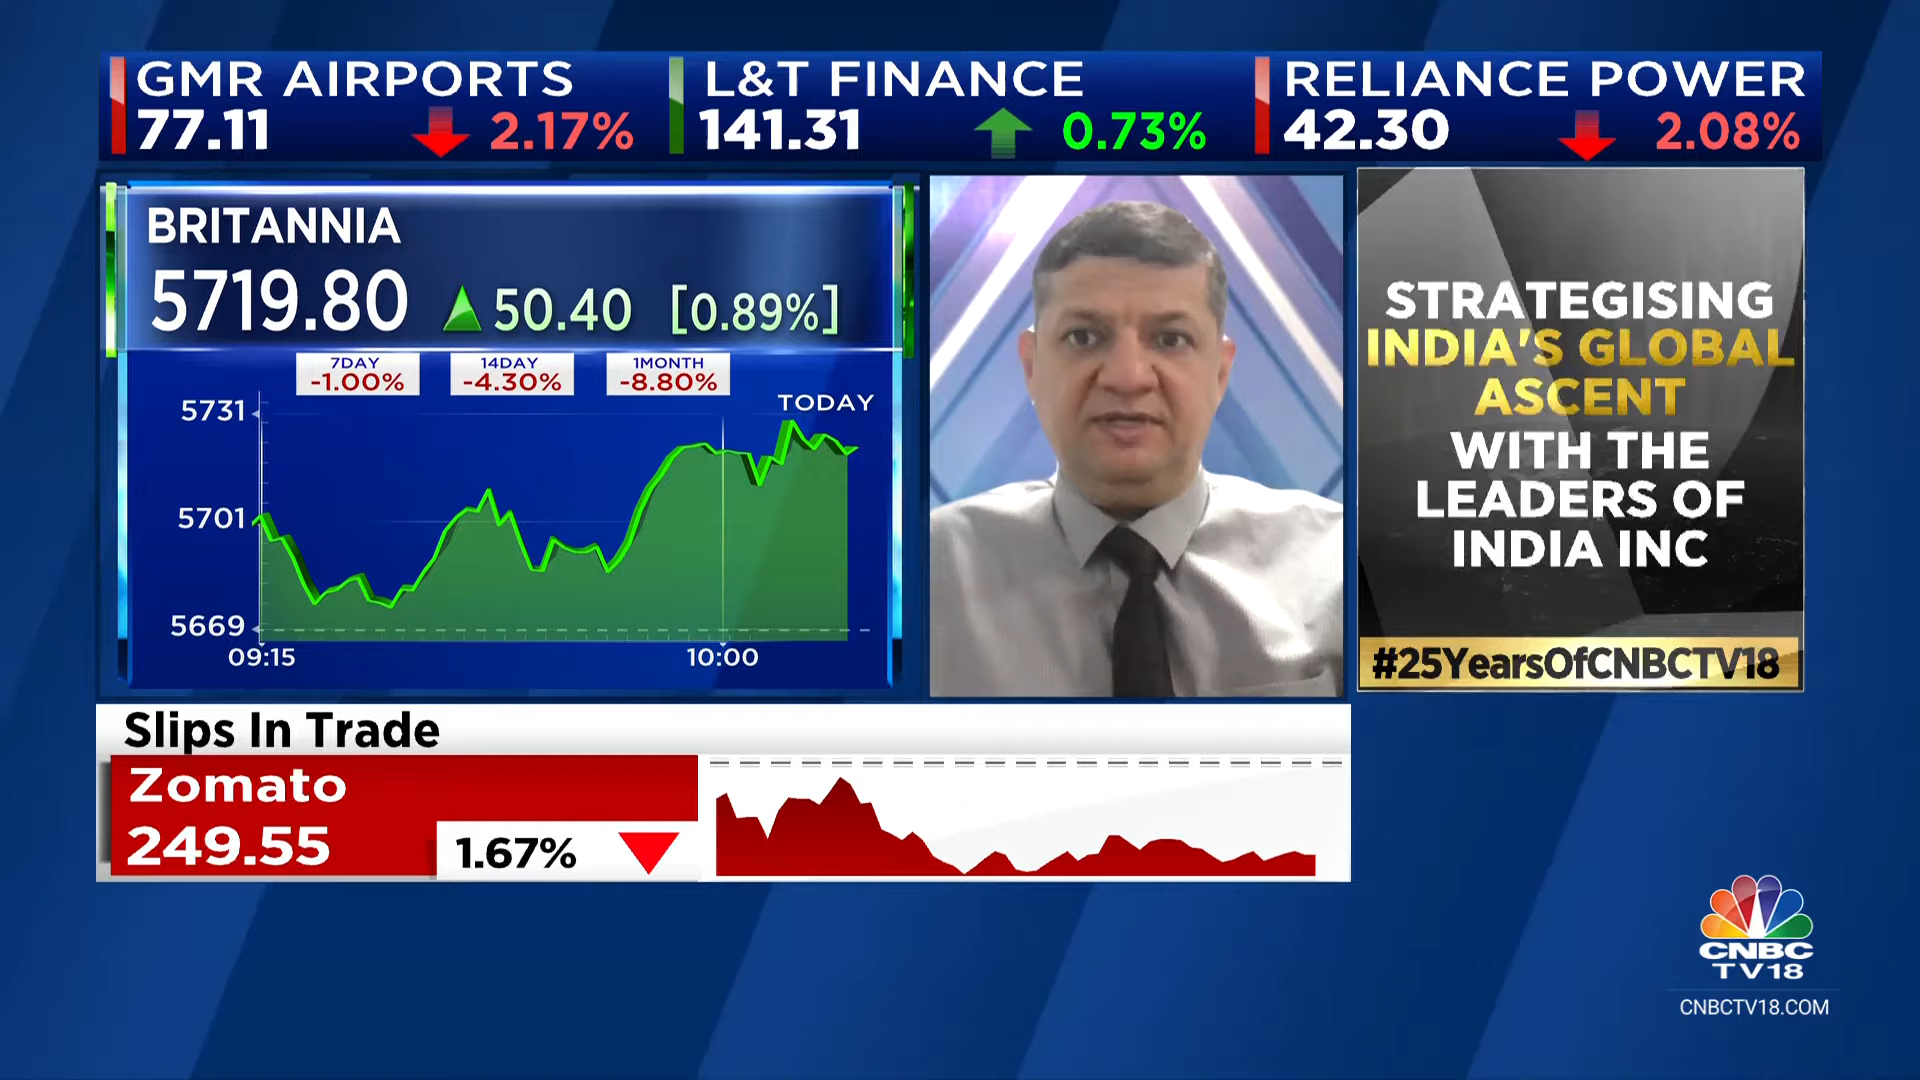 GMR AIRPORTS
77.11 2.17%
L&T FINANCE
141.31 0.73%
RELIANCE POWER
42.30 2.08%
BRITANNIA
5719.80 50.40 [0.89%]
7DAY
-1.00%
14DAY
-4.30%
1MONTH
-8.80%
TODAY
5731
5701
5669
09:15 10:00
STRATEGISING
INDIA'S GLOBAL
ASCENT
WITH THE
LEADERS OF
INDIA INC
#25YearsOfCNBCTV18
Slips In Trade
Zomato
249.55 1.67%
CNBC
TV18
CNBCTV18.COM